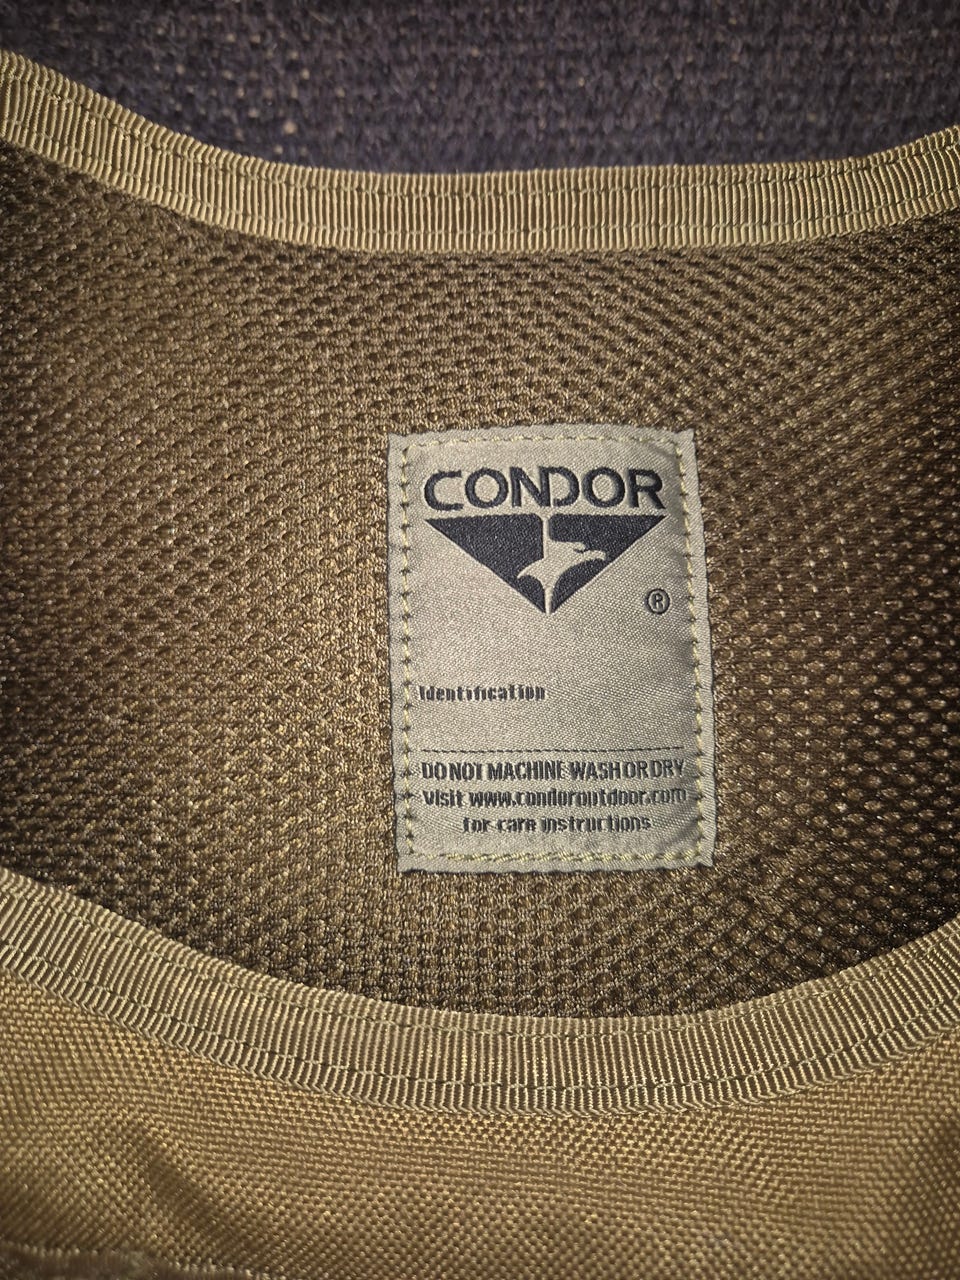 CONDOR
®
Identification
DO NOT MACHINE WASH OR DRY
visit www.condoroutdoor.com
for care instructions